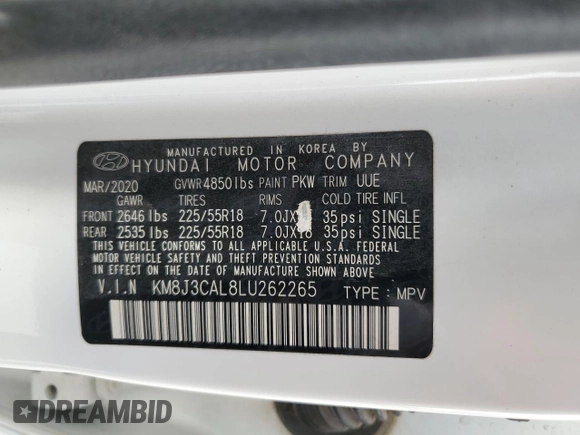 MANUFACTURED IN KOREA BY
HYUNDAI MOTOR COMPANY
MAR/2020 GVWR 4850lbs PAINT PKW TRIM UUE
GAWR TIRES RIMS COLD TIRE INFL
FRONT 2646 lbs 225/55R18 7.0JX18 35psi SINGLE
REAR 2535 lbs 225/55R18 7.0JX18 35psi SINGLE
THIS VEHICLE CONFORMS TO ALL APPLICABLE U.S.A. FEDERAL
MOTOR VEHICLE SAFETY, BUMPER, AND THEFT PREVENTION
STANDARDS IN EFFECT ON THE DATE OF MANUFACTURE SHOWN ABOVE.
V.I.N KM8J3CAL8LU262265 TYPE : MPV
DREAMBID